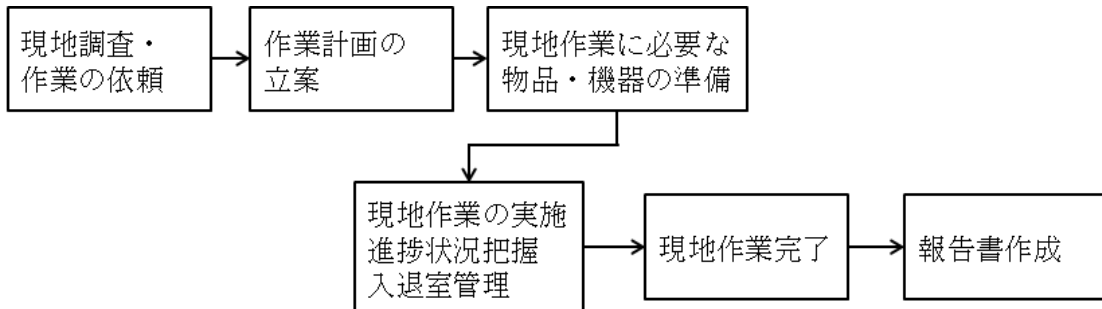 現地調査・
作業の依頼
作業計画の
立案
現地作業に必要な
物品・機器の準備
現地作業の実施
進捗状況把握
入退室管理
現地作業完了
報告書作成